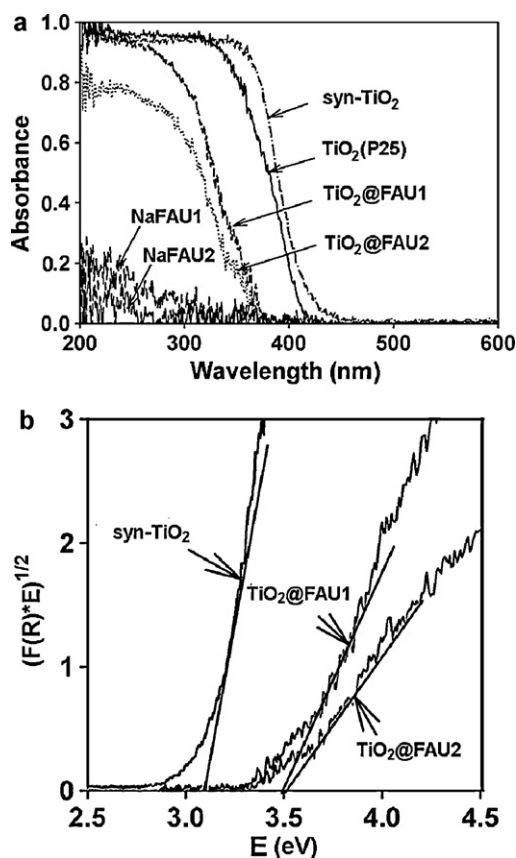 a
1.0
0.8
0.6
0.4
0.2
0.0
Absorbance
syn-TiO₂
TiO₂(P25)
TiO₂@FAU1
TiO₂@FAU2
NaFAU1
NaFAU2
200 300 400 500 600
Wavelength (nm)
b
3
2
1
0
(F(R)*E)^1/2
syn-TiO₂
TiO₂@FAU1
TiO₂@FAU2
2.5 3.0 3.5 4.0 4.5
E (eV)